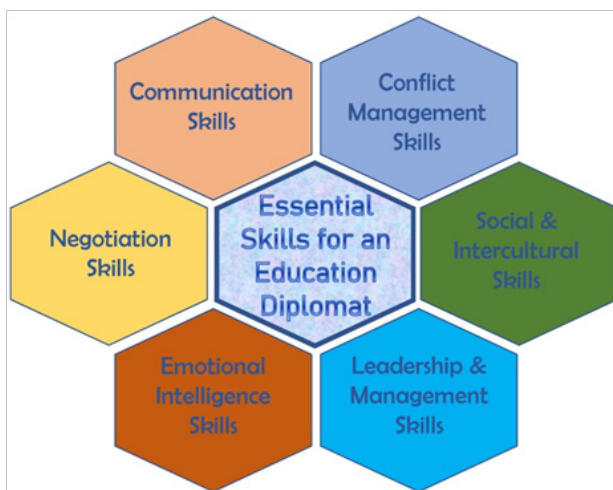 Communication
Skills
Conflict
Management
Skills
Negotiation
Skills
Essential
Skills for an
Education
Diplomat
Social &
Intercultural
Skills
Emotional
Intelligence
Skills
Leadership &
Management
Skills